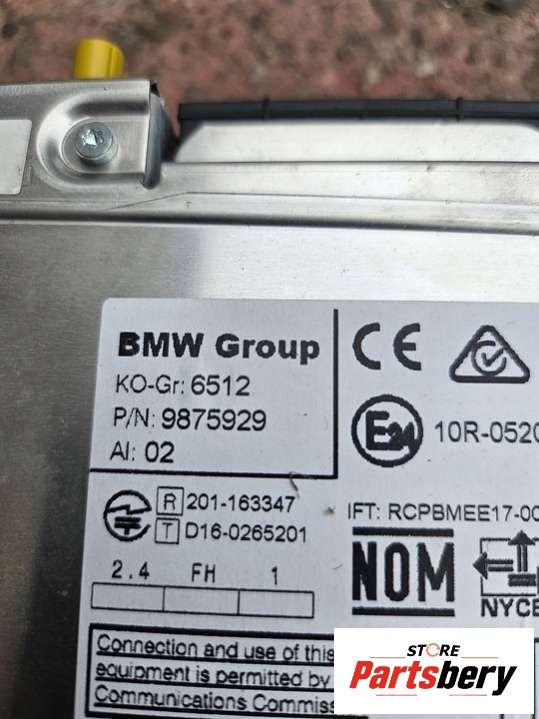 BMW Group
KO-Gr: 6512
P/N: 9875929
AI: 02
CE
E24
10R-0520
R 201-163347
T D16-0265201
IFT: RCPBMEE17-00
2.4 FH 1
NOM
NYCE
Connection and use of this
equipment is permitted by
Communications Commiss
STORE
Partsbery